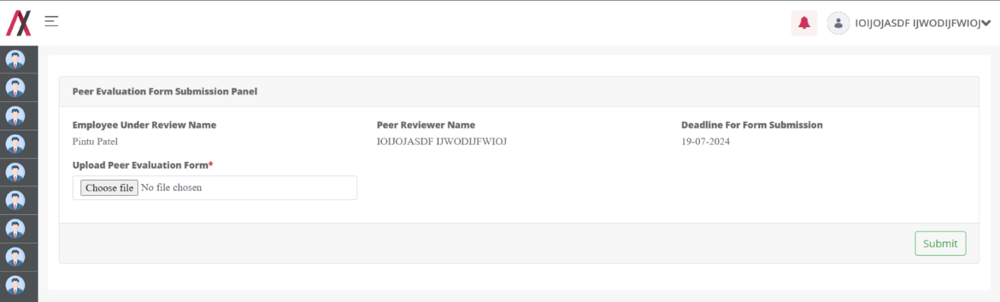 IOIJOJASDF IJWODIJFWIOJ
Peer Evaluation Form Submission Panel
Employee Under Review Name Peer Reviewer Name Deadline For Form Submission
Pintu Patel IOIJOJASDF IJWODIJFWIOJ 19-07-2024
Upload Peer Evaluation Form*
Choose file No file chosen
Submit